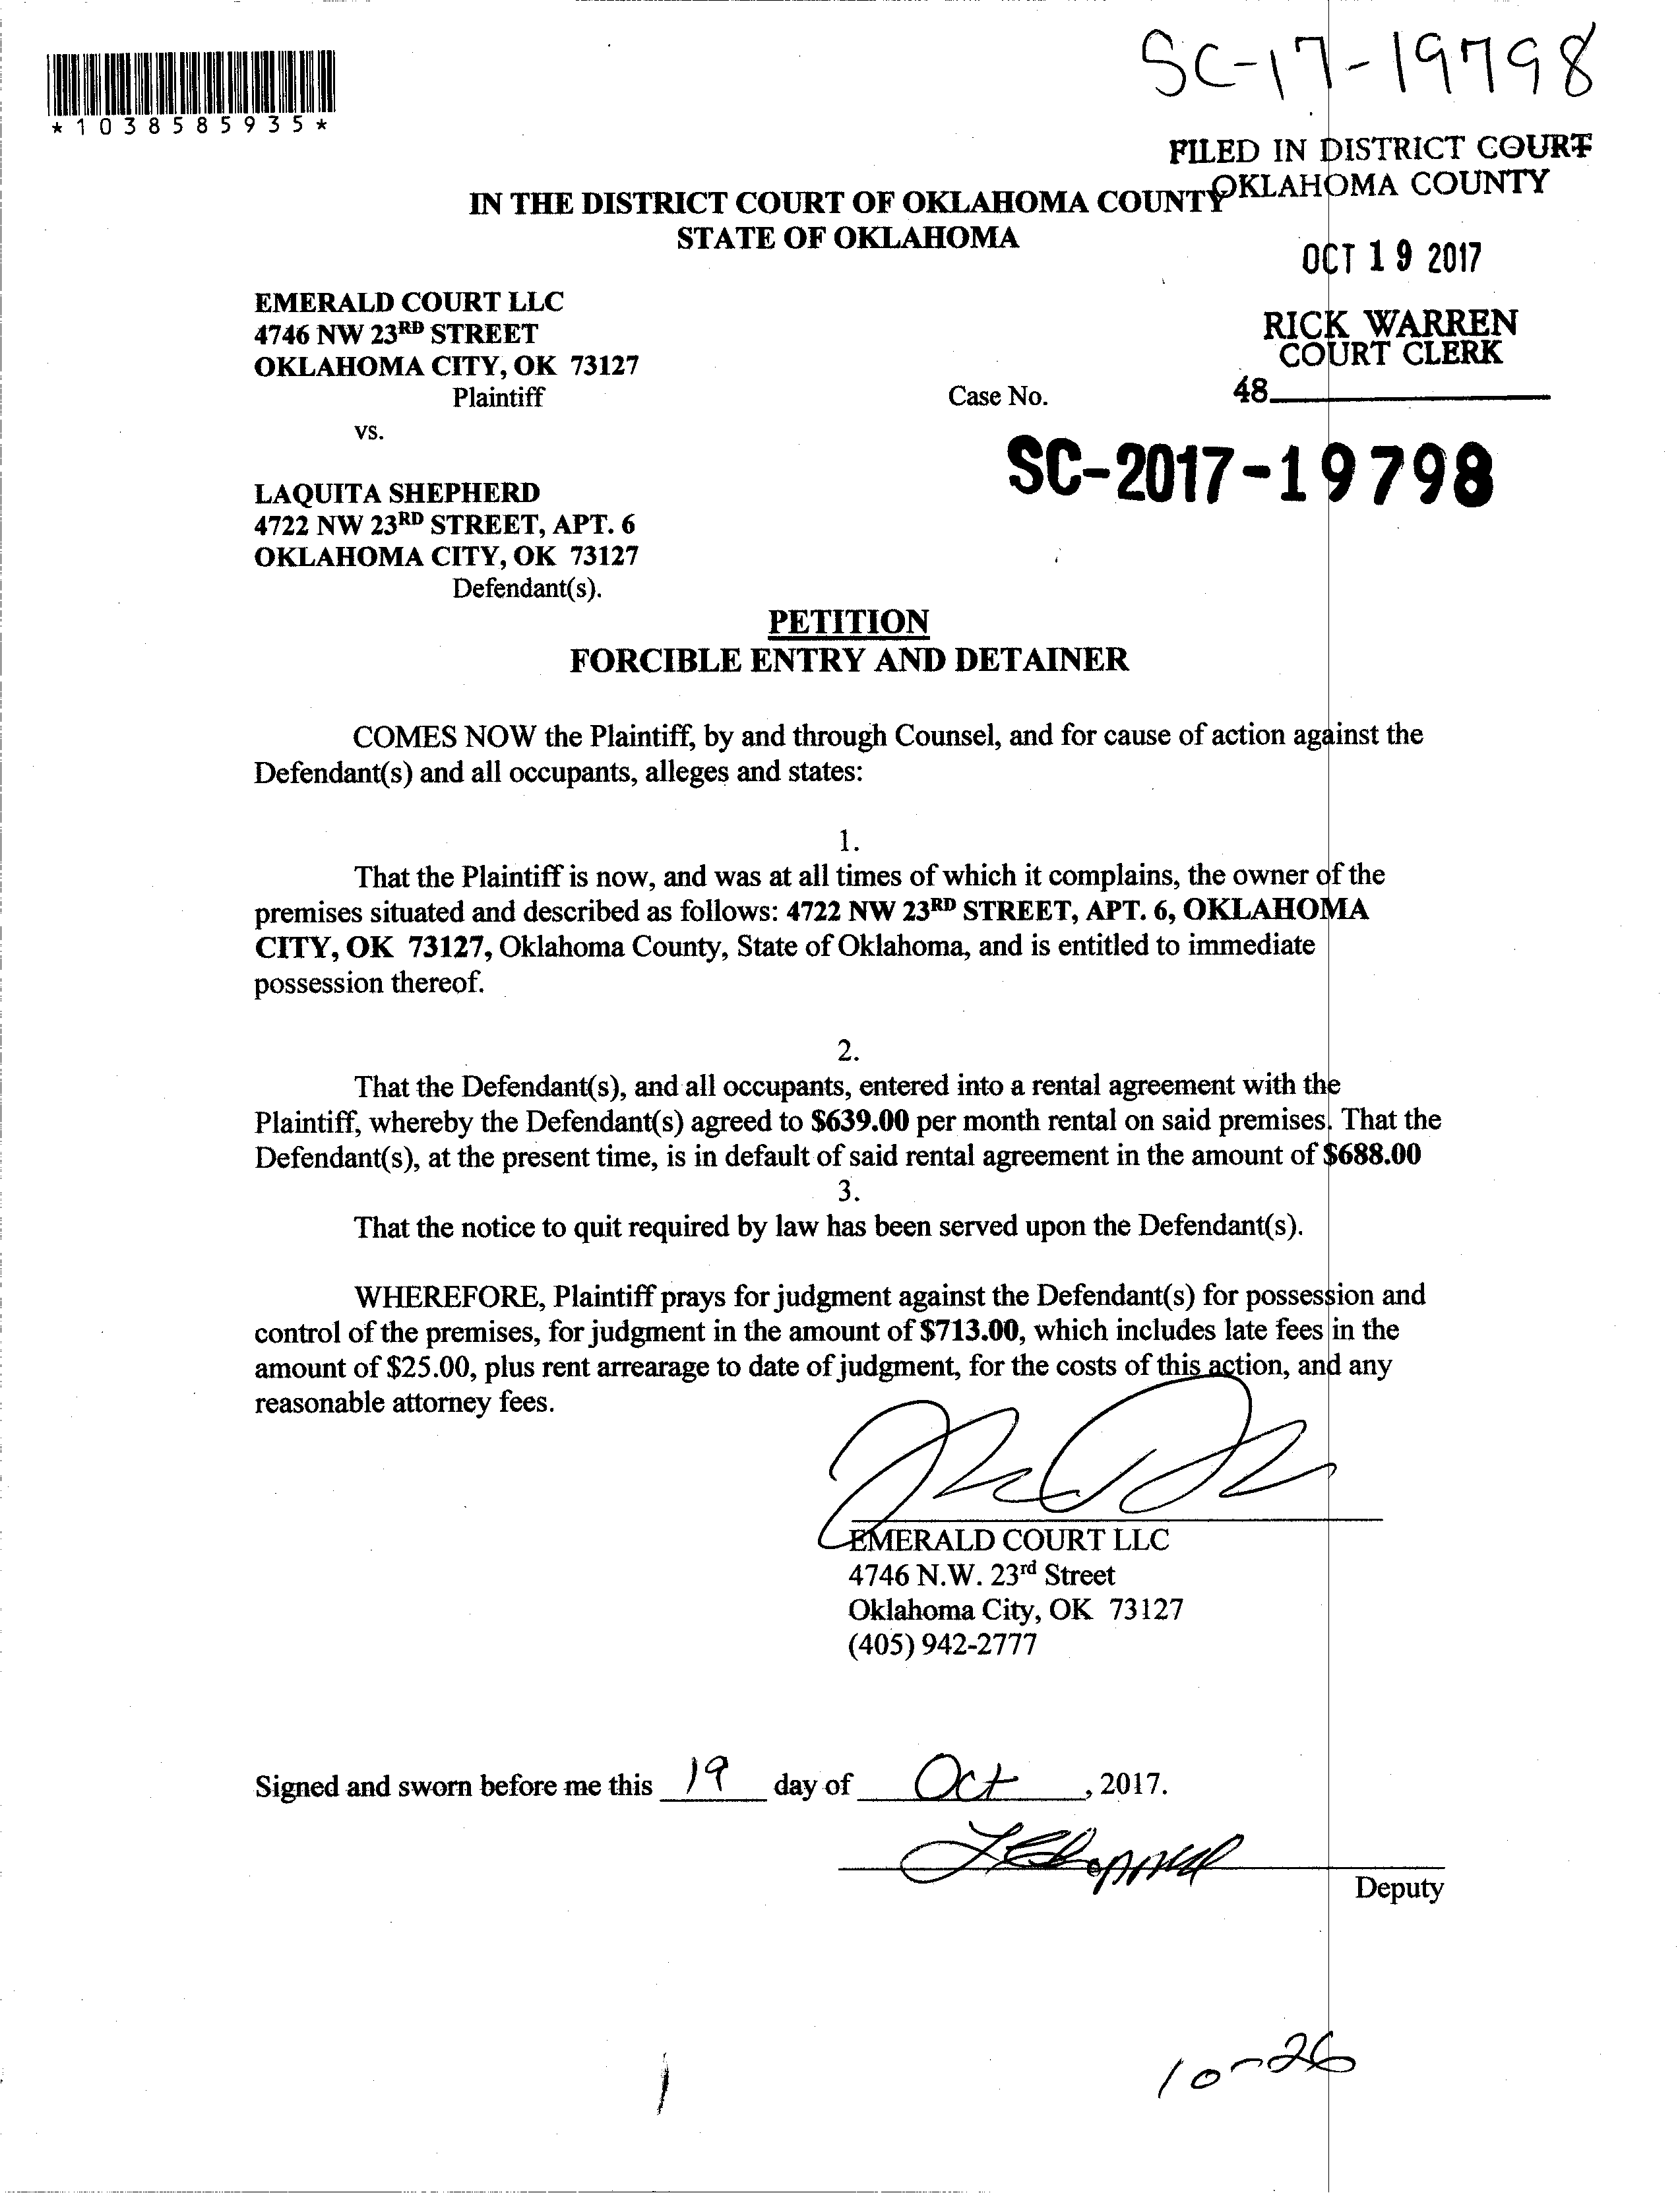 SC-17-19798
*1038585935*
FILED IN DISTRICT COURT
OKLAHOMA COUNTY
IN THE DISTRICT COURT OF OKLAHOMA COUNTY
STATE OF OKLAHOMA
OCT 19 2017
EMERALD COURT LLC
4746 NW 23RD STREET
OKLAHOMA CITY, OK 73127
Plaintiff
RICK WARREN
COURT CLERK
Case No.
48
vs.
SC-2017-19798
LAQUITA SHEPHERD
4722 NW 23RD STREET, APT. 6
OKLAHOMA CITY, OK 73127
Defendant(s).
PETITION
FORCIBLE ENTRY AND DETAINER
COMES NOW the Plaintiff, by and through Counsel, and for cause of action against the
Defendant(s) and all occupants, alleges and states:
1.
That the Plaintiff is now, and was at all times of which it complains, the owner of the
premises situated and described as follows: 4722 NW 23RD STREET, APT. 6, OKLAHOMA
CITY, OK 73127, Oklahoma County, State of Oklahoma, and is entitled to immediate
possession thereof.
2.
That the Defendant(s), and all occupants, entered into a rental agreement with the
Plaintiff, whereby the Defendant(s) agreed to $639.00 per month rental on said premises. That the
Defendant(s), at the present time, is in default of said rental agreement in the amount of $688.00
3.
That the notice to quit required by law has been served upon the Defendant(s).
WHEREFORE, Plaintiff prays for judgment against the Defendant(s) for possession and
control of the premises, for judgment in the amount of $713.00, which includes late fees in the
amount of $25.00, plus rent arrearage to date of judgment, for the costs of this action, and any
reasonable attorney fees.
EMERALD COURT LLC
4746 N.W. 23rd Street
Oklahoma City, OK 73127
(405) 942-2777
Signed and sworn before me this 19 day of Oct, 2017.
Deputy
10-26